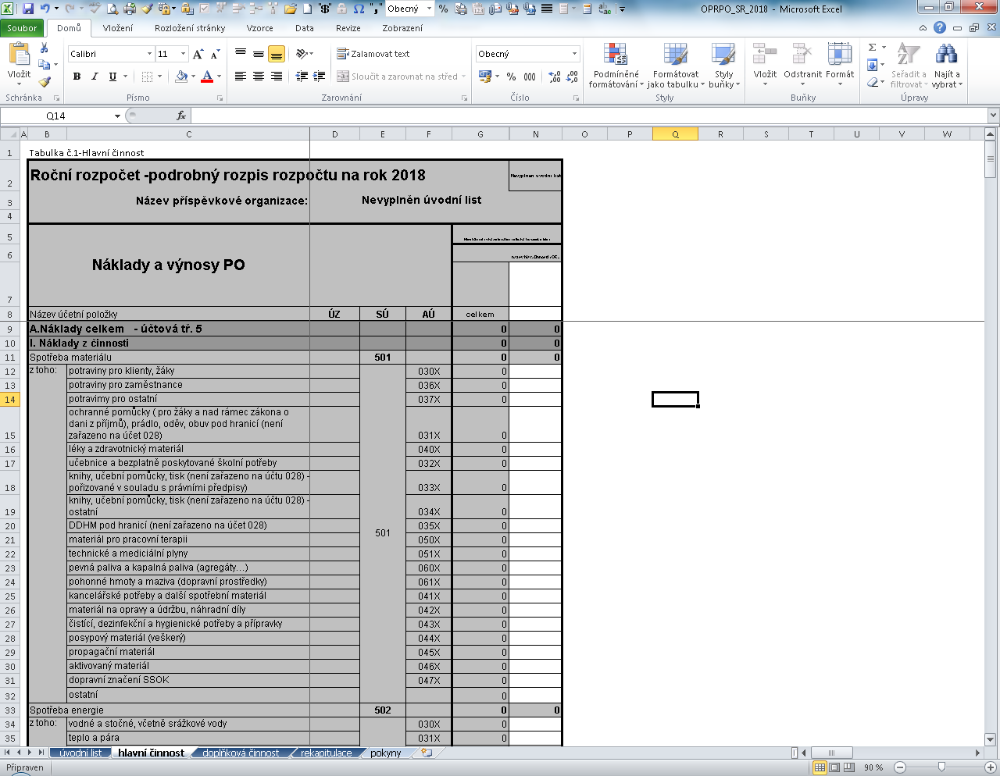 OPRPO_SR_2018 - Microsoft Excel
Obecný
Soubor Domů Vložení Rozložení stránky Vzorce Data Revize Zobrazení
Vložit
Calibri 11
Zalamovat text
Obecný
Sloučit a zarovnat na střed
Podmíněné formátování
Formátovat jako tabulku
Styly buňky
Vložit Odstranit Formát
Seřadit a filtrovat
Najít a vybrat
Schránka Písmo Zarovnání Číslo Styly Buňky Úpravy
Q14 fx
A B C D E F G N O P Q R S T U V W
1 Tabulka č.1-Hlavní činnost
2 Roční rozpočet -podrobný rozpis rozpočtu na rok 2018 Nevyplněn úvodní list
3 Název příspěvkové organizace: Nevyplněn úvodní list
4
5
6
Náklady a výnosy PO
7
8 Název účetní položky ÚZ SÚ AÚ celkem
9 A.Náklady celkem - účtová tř. 5 0 0
10 I. Náklady z činnosti 0 0
11 Spotřeba materiálu 501 0 0
12 z toho: potraviny pro klienty, žáky 030X 0
13 potraviny pro zaměstnance 036X 0
14 potravimy pro ostatní 037X 0
ochranné pomůcky ( pro žáky a nad rámec zákona o
dani z příjmů), prádlo, oděv, obuv pod hranicí (není
15 zařazeno na účet 028) 031X 0
16 léky a zdravotnický materiál 040X 0
17 učebnice a bezplatně poskytované školní potřeby 032X 0
knihy, učební pomůcky, tisk (není zařazeno na účtu 028) -
18 pořizované v souladu s právními předpisy) 033X 0
knihy, učební pomůcky, tisk (není zařazeno na účtu 028) -
19 ostatní 034X 0
20 DDHM pod hranicí (není zařazeno na účet 028) 035X 0
501
21 materiál pro pracovní terapii 050X 0
22 technické a mediciální plyny 051X 0
23 pevná paliva a kapalná paliva (agregáty...) 060X 0
24 pohonné hmoty a maziva (dopravní prostředky) 061X 0
25 kancelářské potřeby a další spotřební materiál 041X 0
26 materiál na opravy a údržbu, náhradní díly 042X 0
27 čistící, dezinfekční a hygienické potřeby a přípravky 043X 0
28 posypový materiál (veškerý) 044X 0
29 propagační materiál 045X 0
30 aktivovaný materiál 046X 0
31 dopravní značení SSOK 047X 0
32 ostatní 0
33 Spotřeba energie 502 0 0
34 z toho: vodné a stočné, včetně srážkové vody 030X 0
35 teplo a pára 031X 0
úvodní list hlavní činnost doplňková činnost rekapitulace pokyny
Připraven 90 %